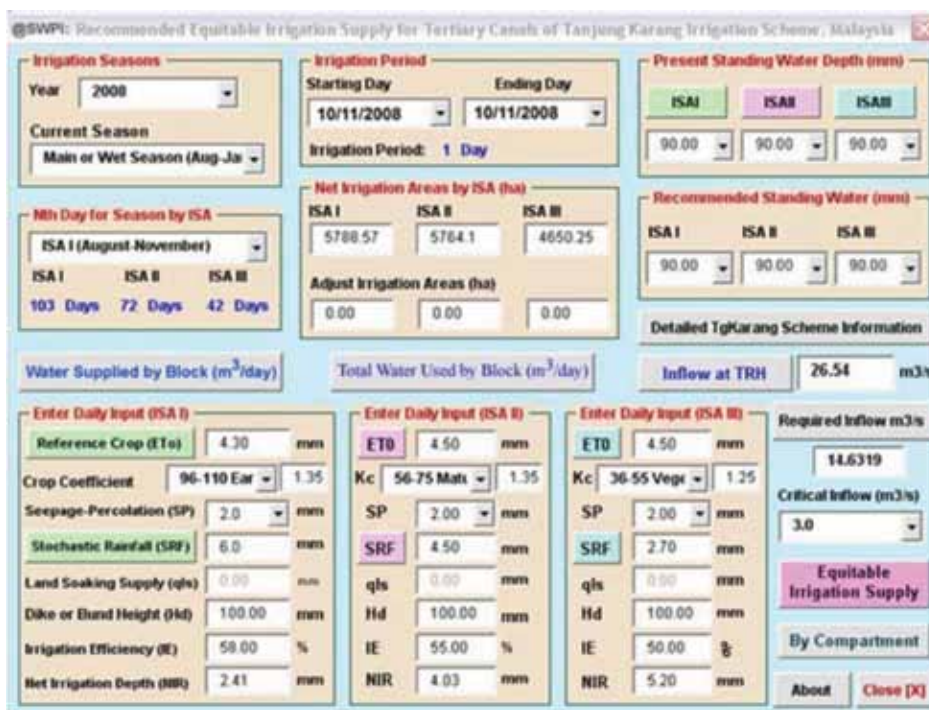 @SWPI: Recommended Equitable Irrigation Supply for Tertiary Canals of Tanjung Karang Irrigation Scheme, Malaysia
Irrigation Seasons
Year 2008
Current Season
Main or Wet Season (Aug-Jan
Nth Day for Season by ISA
ISA I (August-November)
ISA I ISA II ISA III
103 Days 72 Days 42 Days
Irrigation Period
Starting Day Ending Day
10/11/2008 10/11/2008
Irrigation Period: 1 Day
Net Irrigation Areas by ISA (ha)
ISA I ISA II ISA III
5788.57 5764.1 4650.25
Adjust Irrigation Areas (ha)
0.00 0.00 0.00
Present Standing Water Depth (mm)
ISAI ISAII ISAIII
90.00 90.00 90.00
Recommended Standing Water (mm)
ISA I ISA II ISA III
90.00 90.00 90.00
Detailed TgKarang Scheme Information
Water Supplied by Block (m³/day)
Total Water Used by Block (m³/day)
Inflow at TRH 26.54 m3/s
Enter Daily Input (ISA I)
Reference Crop (ETo) 4.30 mm
Crop Coefficient 96-110 Ear 1.35
Seepage-Percolation (SP) 2.0 mm
Stochastic Rainfall (SRF) 6.0 mm
Land Soaking Supply (qls) 0.00 mm
Dike or Bund Height (Hd) 100.00 mm
Irrigation Efficiency (IE) 58.00 %
Net Irrigation Depth (NIR) 2.41 mm
Enter Daily Input (ISA II)
ET0 4.50 mm
Kc 56-75 Matu 1.35
SP 2.00 mm
SRF 4.50 mm
qls 0.00 mm
Hd 100.00 mm
IE 55.00 %
NIR 4.03 mm
Enter Daily Input (ISA III)
ET0 4.50 mm
Kc 36-55 Vege 1.25
SP 2.00 mm
SRF 2.70 mm
qls 0.00 mm
Hd 100.00 mm
IE 50.00 %
NIR 5.20 mm
Required Inflow m3/s
14.6319
Critical Inflow (m3/s)
3.0
Equitable
Irrigation Supply
By Compartment
About Close [X]